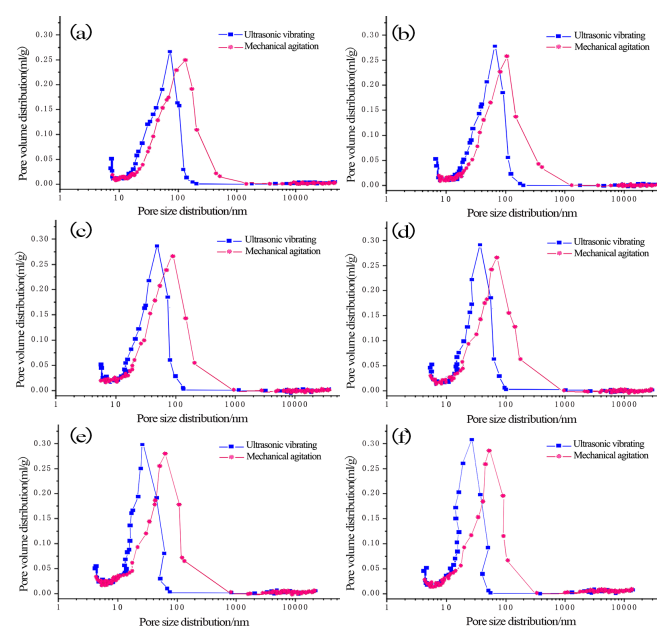 (a)
Ultrasonic vibrating
Mechanical agitation
Pore volume distribution(ml/g)
0.30
0.25
0.20
0.15
0.10
0.05
0.00
1 10 100 1000 10000
Pore size distribution/nm
(b)
Ultrasonic vibrating
Mechanical agitation
Pore volume distribution(ml/g)
0.30
0.25
0.20
0.15
0.10
0.05
0.00
1 10 100 1000 10000
Pore size distribution/nm
(c)
Ultrasonic vibrating
Mechanical agitation
Pore volume distribution(ml/g)
0.30
0.25
0.20
0.15
0.10
0.05
0.00
1 10 100 1000 10000
Pore size distribution/nm
(d)
Ultrasonic vibrating
Mechanical agitation
Pore volume distribution(ml/g)
0.30
0.25
0.20
0.15
0.10
0.05
0.00
1 10 100 1000 10000
Pore size distribution/nm
(e)
Ultrasonic vibrating
Mechanical agitation
Pore volume distribution(ml/g)
0.30
0.25
0.20
0.15
0.10
0.05
0.00
1 10 100 1000 10000
Pore size distribution/nm
(f)
Ultrasonic vibrating
Mechanical agitation
Pore volume distribution(ml/g)
0.30
0.25
0.20
0.15
0.10
0.05
0.00
1 10 100 1000 10000
Pore size distribution/nm